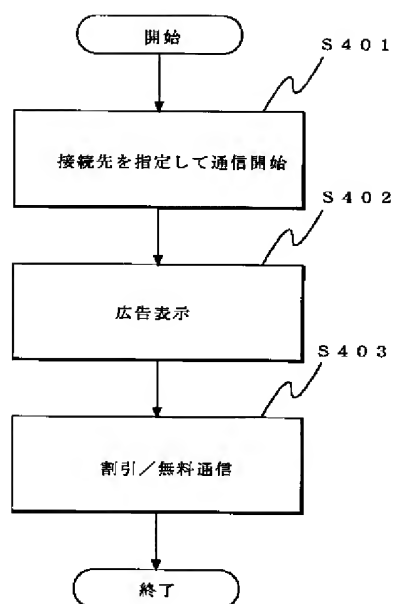 開始
S401
接続先を指定して通信開始
S402
広告表示
S403
割引／無料通信
終了